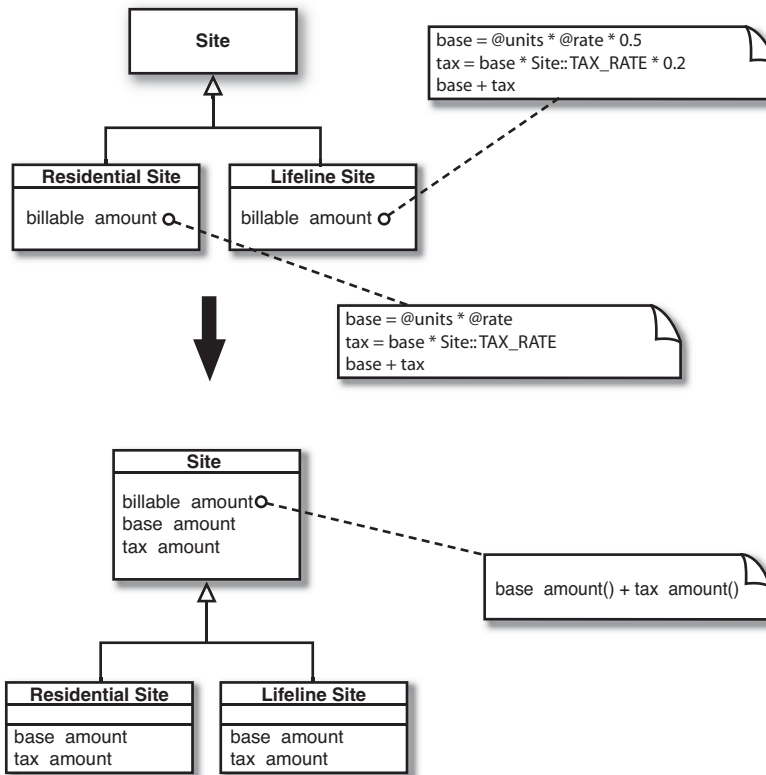 Site
base = @units * @rate * 0.5
tax = base * Site::TAX_RATE * 0.2
base + tax
Residential Site
billable amount
Lifeline Site
billable amount
base = @units * @rate
tax = base * Site::TAX_RATE
base + tax
Site
billable amount
base amount
tax amount
base amount() + tax amount()
Residential Site
base amount
tax amount
Lifeline Site
base amount
tax amount